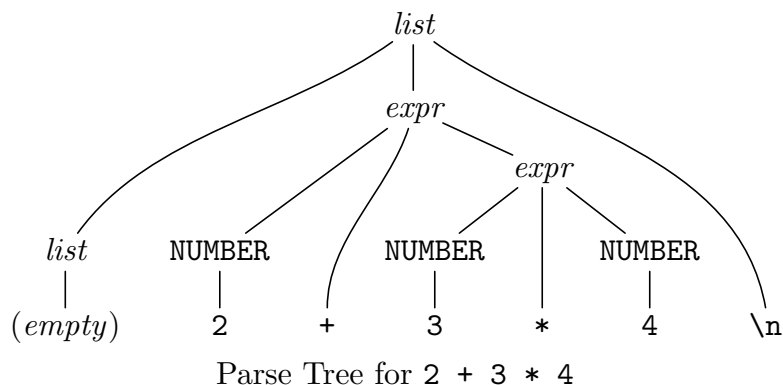 list
expr
expr
list NUMBER NUMBER NUMBER
(empty) 2 + 3 * 4 \n
Parse Tree for 2 + 3 * 4